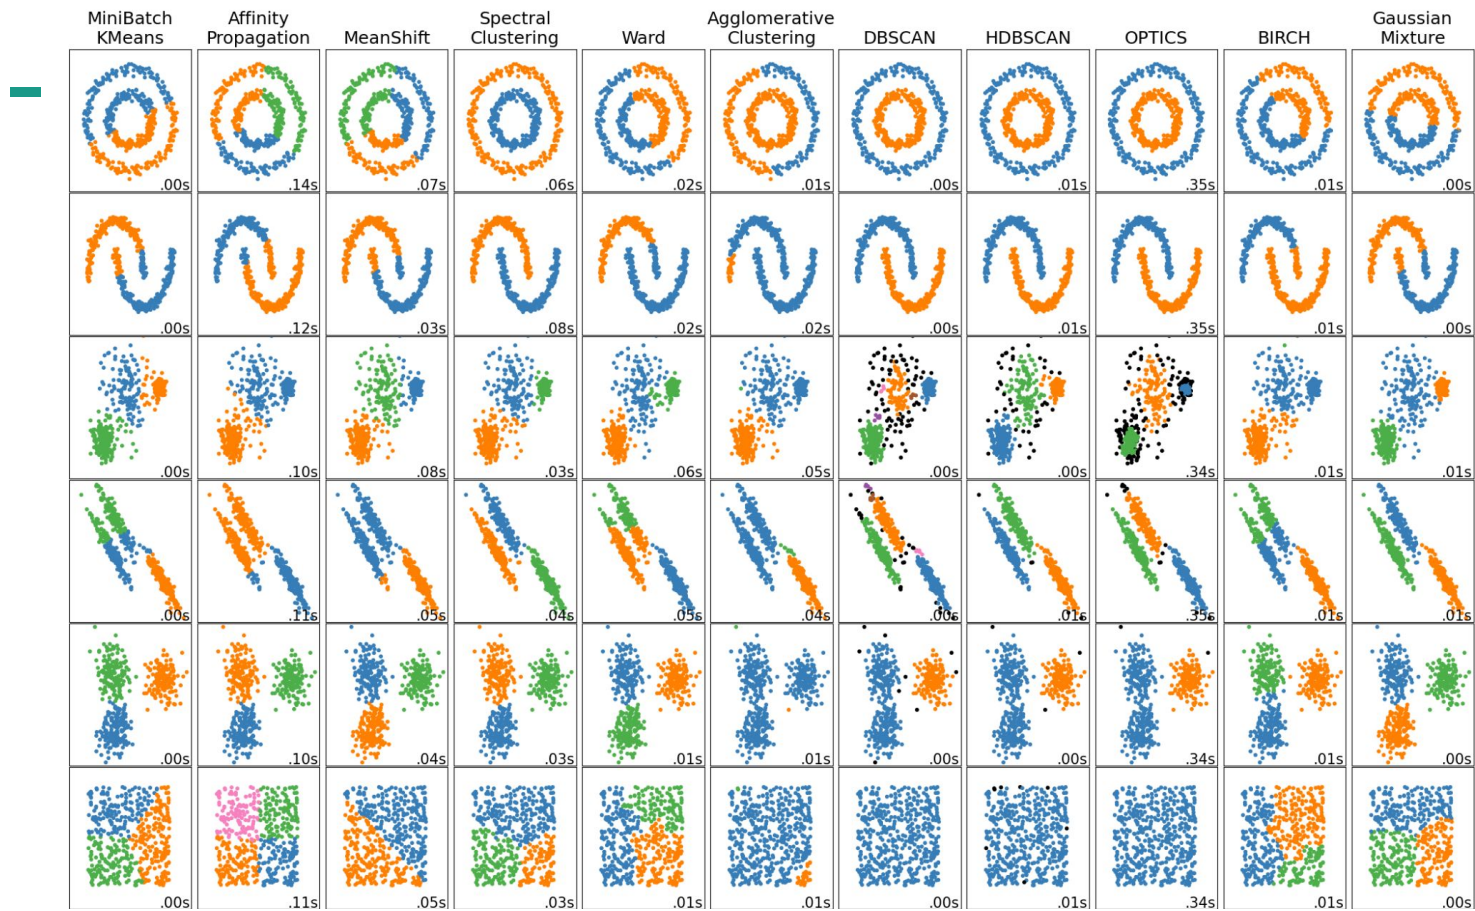 MiniBatch
KMeans
Affinity
Propagation
MeanShift
Spectral
Clustering
Ward
Agglomerative
Clustering
DBSCAN
HDBSCAN
OPTICS
BIRCH
Gaussian
Mixture
.00s .14s .07s .06s .02s .01s .00s .01s .35s .01s .00s
.00s .12s .03s .08s .02s .02s .00s .01s .35s .01s .00s
.00s .10s .08s .03s .06s .05s .00s .00s .34s .01s .01s
.00s .11s .05s .04s .05s .04s .00s .01s .35s .01s .01s
.00s .10s .04s .03s .01s .01s .00s .00s .34s .01s .00s
.00s .11s .05s .03s .01s .01s .00s .01s .34s .01s .00s